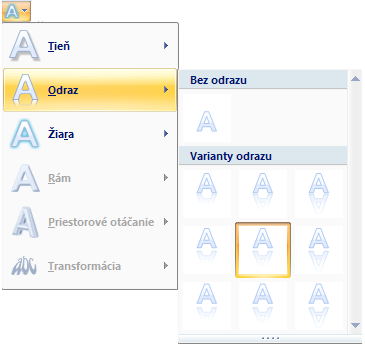 Tieň
Odraz
Žiara
Rám
Priestorové otáčanie
Transformácia
Bez odrazu
Varianty odrazu